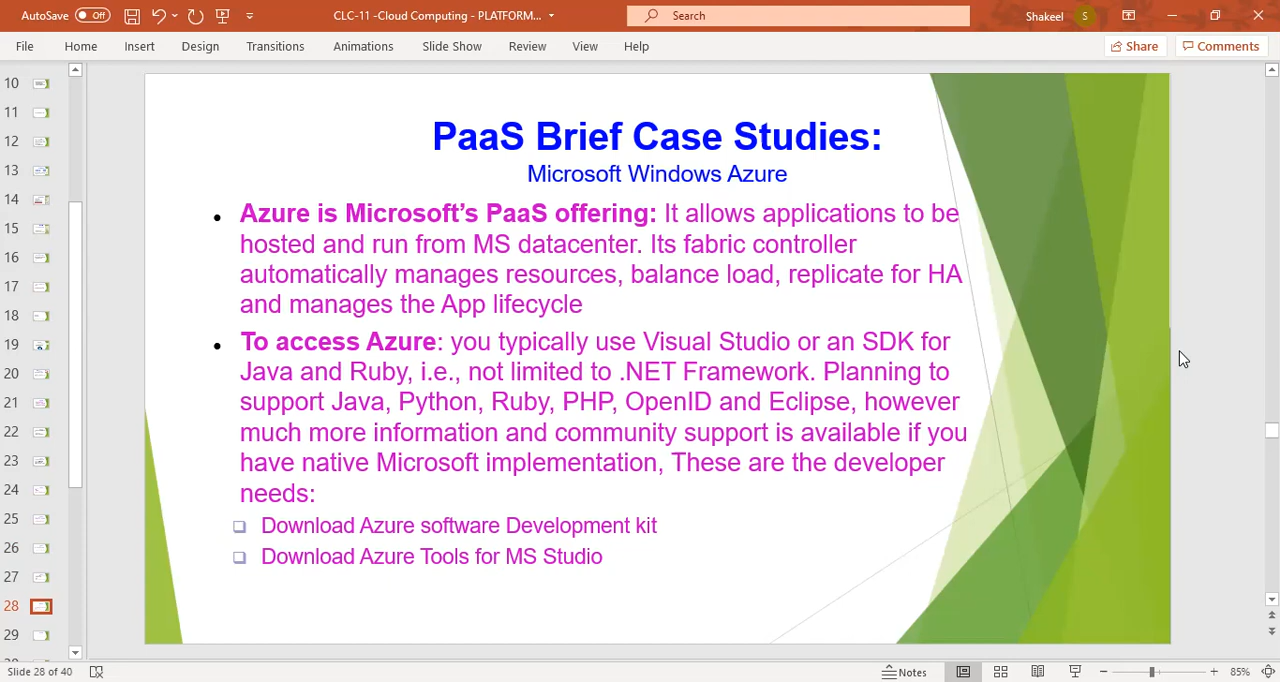 AutoSave Off CLC-11 -Cloud Computing - PLATFORM... Search Shakeel S
File Home Insert Design Transitions Animations Slide Show Review View Help Share Comments
10
11
12
13
14
15
16
17
18
19
20
21
22
23
24
25
26
27
28
29
PaaS Brief Case Studies:
Microsoft Windows Azure
• Azure is Microsoft’s PaaS offering: It allows applications to be
hosted and run from MS datacenter. Its fabric controller
automatically manages resources, balance load, replicate for HA
and manages the App lifecycle
• To access Azure: you typically use Visual Studio or an SDK for
Java and Ruby, i.e., not limited to .NET Framework. Planning to
support Java, Python, Ruby, PHP, OpenID and Eclipse, however
much more information and community support is available if you
have native Microsoft implementation, These are the developer
needs:
❑ Download Azure software Development kit
❑ Download Azure Tools for MS Studio
Slide 28 of 40 Notes 85%